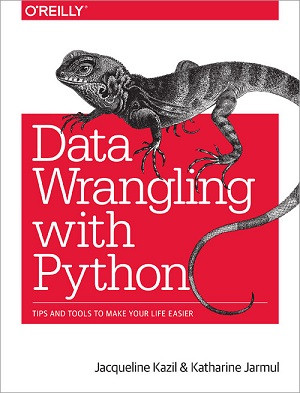 O'REILLY®
Data
Wrangling
with
Python
TIPS AND TOOLS TO MAKE YOUR LIFE EASIER
Jacqueline Kazil & Katharine Jarmul